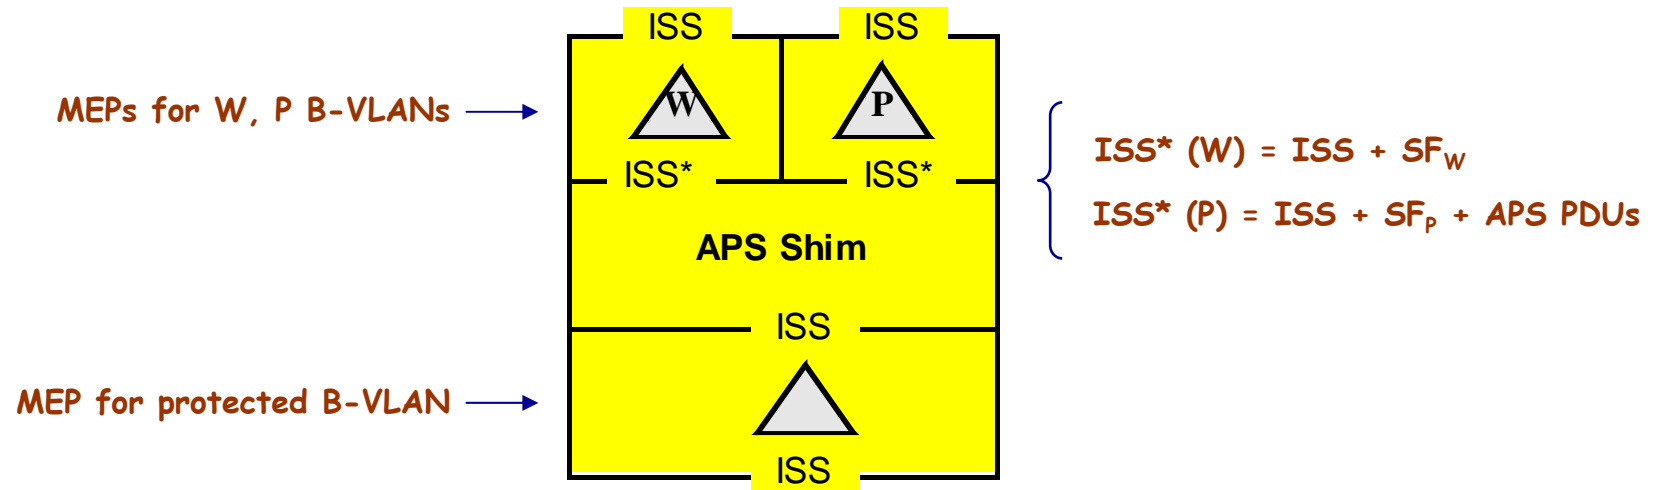 ISS ISS
MEPs for W, P B-VLANs
W P
ISS* (W) = ISS + SFW
ISS* ISS*
ISS* (P) = ISS + SFP + APS PDUs
APS Shim
ISS
MEP for protected B-VLAN
ISS